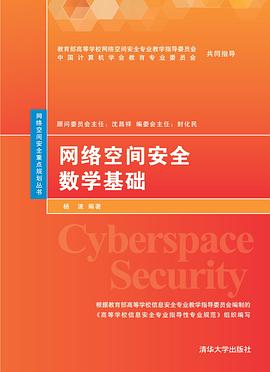 教育部高等学校网络空间安全专业教学指导委员会
中国计算机学会教育专业委员会
共同指导
网络空间安全重点规划丛书
顾问委员会主任：沈昌祥 编委会主任：封化民
网络空间安全
数学基础
杨波 编著
Cyberspace
Security
根据教育部高等学校信息安全专业教学指导委员会编制的
《高等学校信息安全专业指导性专业规范》组织编写
清华大学出版社